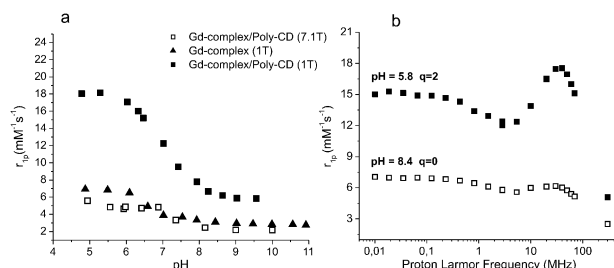 a
Gd-complex/Poly-CD (7.1T)
Gd-complex (1T)
Gd-complex/Poly-CD (1T)
24
22
20
18
16
14
12
10
8
6
4
2
0
r1p(mM-1s-1)
4 5 6 7 8 9 10 11
pH
b
18
15
12
9
6
3
r1p(mM-1s-1)
pH = 5.8 q=2
pH = 8.4 q=0
0,01 0,1 1 10 100
Proton Larmor Frequency (MHz)